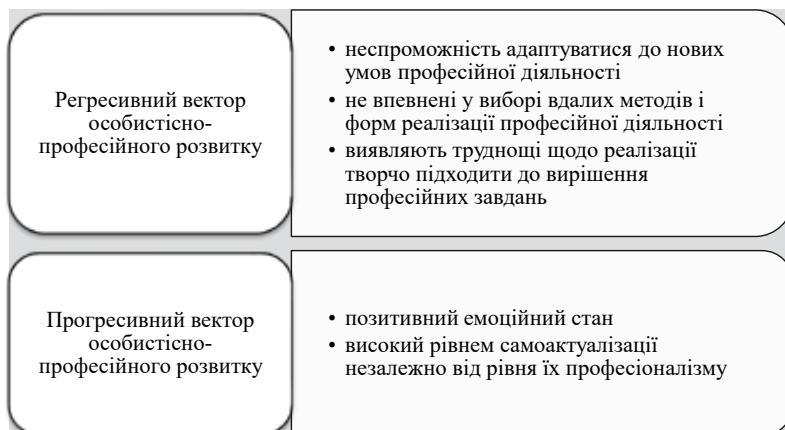 Регресивний вектор
особистісно-
професійного розвитку
• неспроможність адаптуватися до нових
умов професійної діяльності
• не впевнені у виборі вдалих методів і
форм реалізації професійної діяльності
• виявляють труднощі щодо реалізації
творчо підходити до вирішення
професійних завдань
Прогресивний вектор
особистісно-
професійного розвитку
• позитивний емоційний стан
• високий рівнем самоактуалізації
незалежно від рівня їх професіоналізму